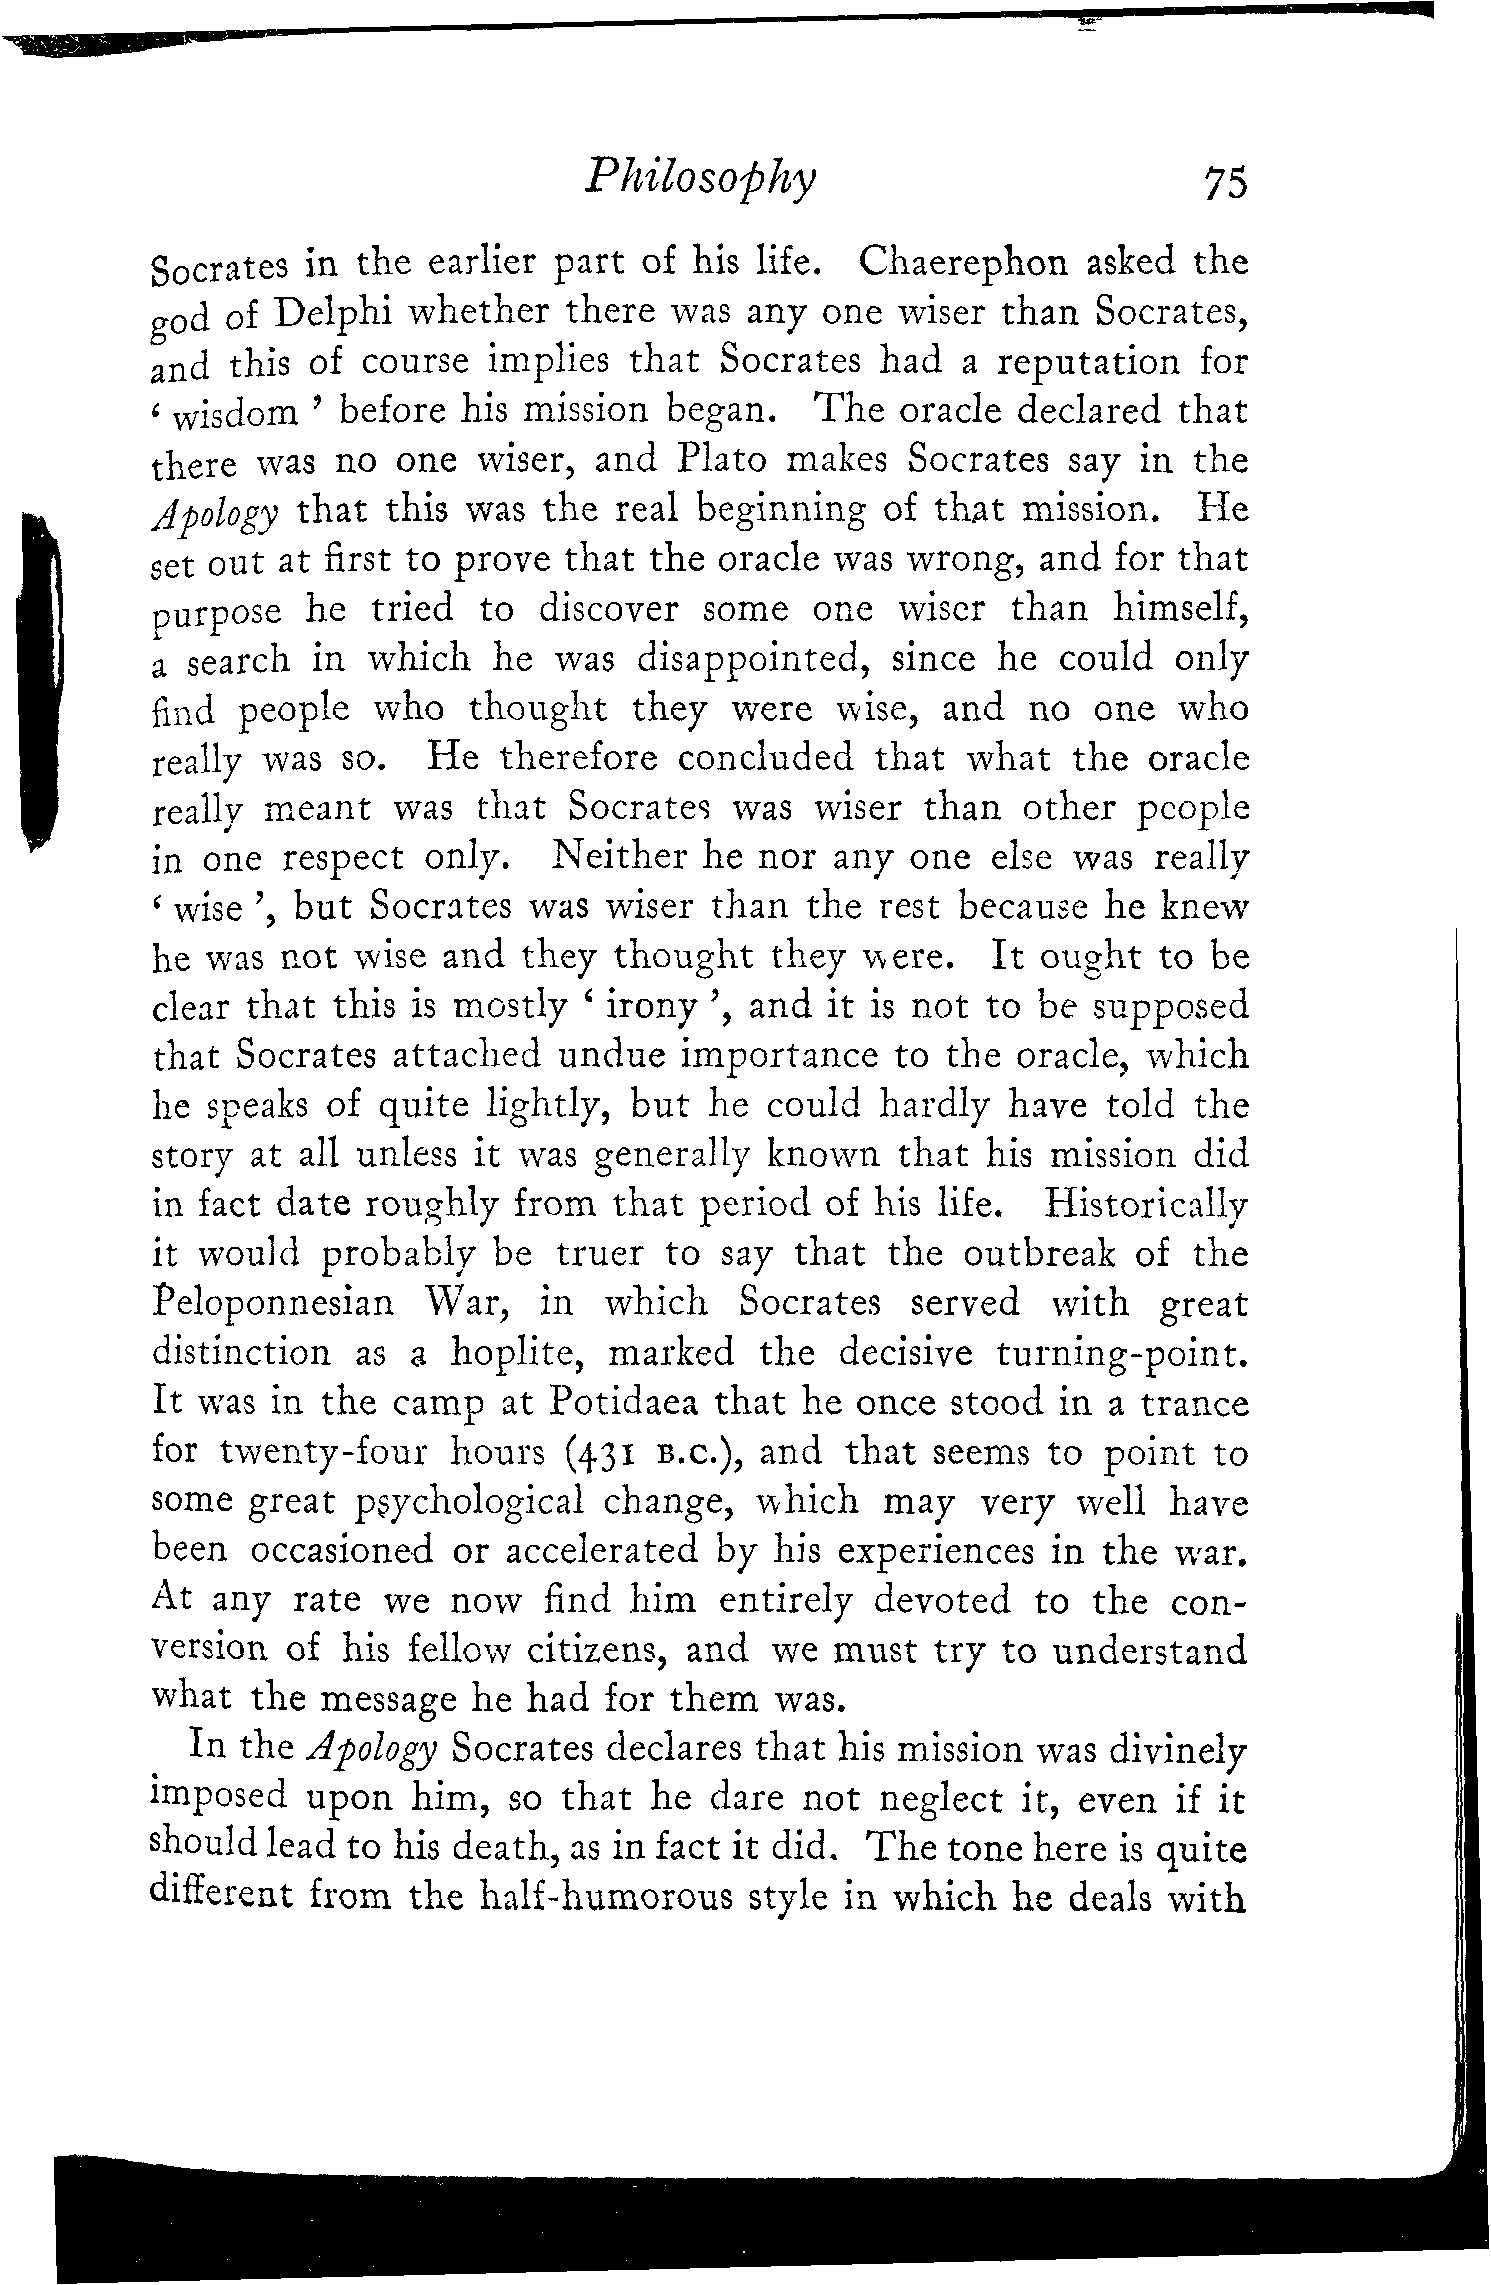 Philosophy 75
Socrates in the earlier part of his life. Chaerephon asked the
god of Delphi whether there was any one wiser than Socrates,
and this of course implies that Socrates had a reputation for
‘ wisdom ’ before his mission began. The oracle declared that
there was no one wiser, and Plato makes Socrates say in the
Apology that this was the real beginning of that mission. He
set out at first to prove that the oracle was wrong, and for that
purpose he tried to discover some one wiser than himself,
a search in which he was disappointed, since he could only
find people who thought they were wise, and no one who
really was so. He therefore concluded that what the oracle
really meant was that Socrates was wiser than other people
in one respect only. Neither he nor any one else was really
‘ wise ’, but Socrates was wiser than the rest because he knew
he was not wise and they thought they were. It ought to be
clear that this is mostly ‘ irony ’, and it is not to be supposed
that Socrates attached undue importance to the oracle, which
he speaks of quite lightly, but he could hardly have told the
story at all unless it was generally known that his mission did
in fact date roughly from that period of his life. Historically
it would probably be truer to say that the outbreak of the
Peloponnesian War, in which Socrates served with great
distinction as a hoplite, marked the decisive turning-point.
It was in the camp at Potidaea that he once stood in a trance
for twenty-four hours (431 B.C.), and that seems to point to
some great psychological change, which may very well have
been occasioned or accelerated by his experiences in the war.
At any rate we now find him entirely devoted to the con-
version of his fellow citizens, and we must try to understand
what the message he had for them was.
In the Apology Socrates declares that his mission was divinely
imposed upon him, so that he dare not neglect it, even if it
should lead to his death, as in fact it did. The tone here is quite
different from the half-humorous style in which he deals with